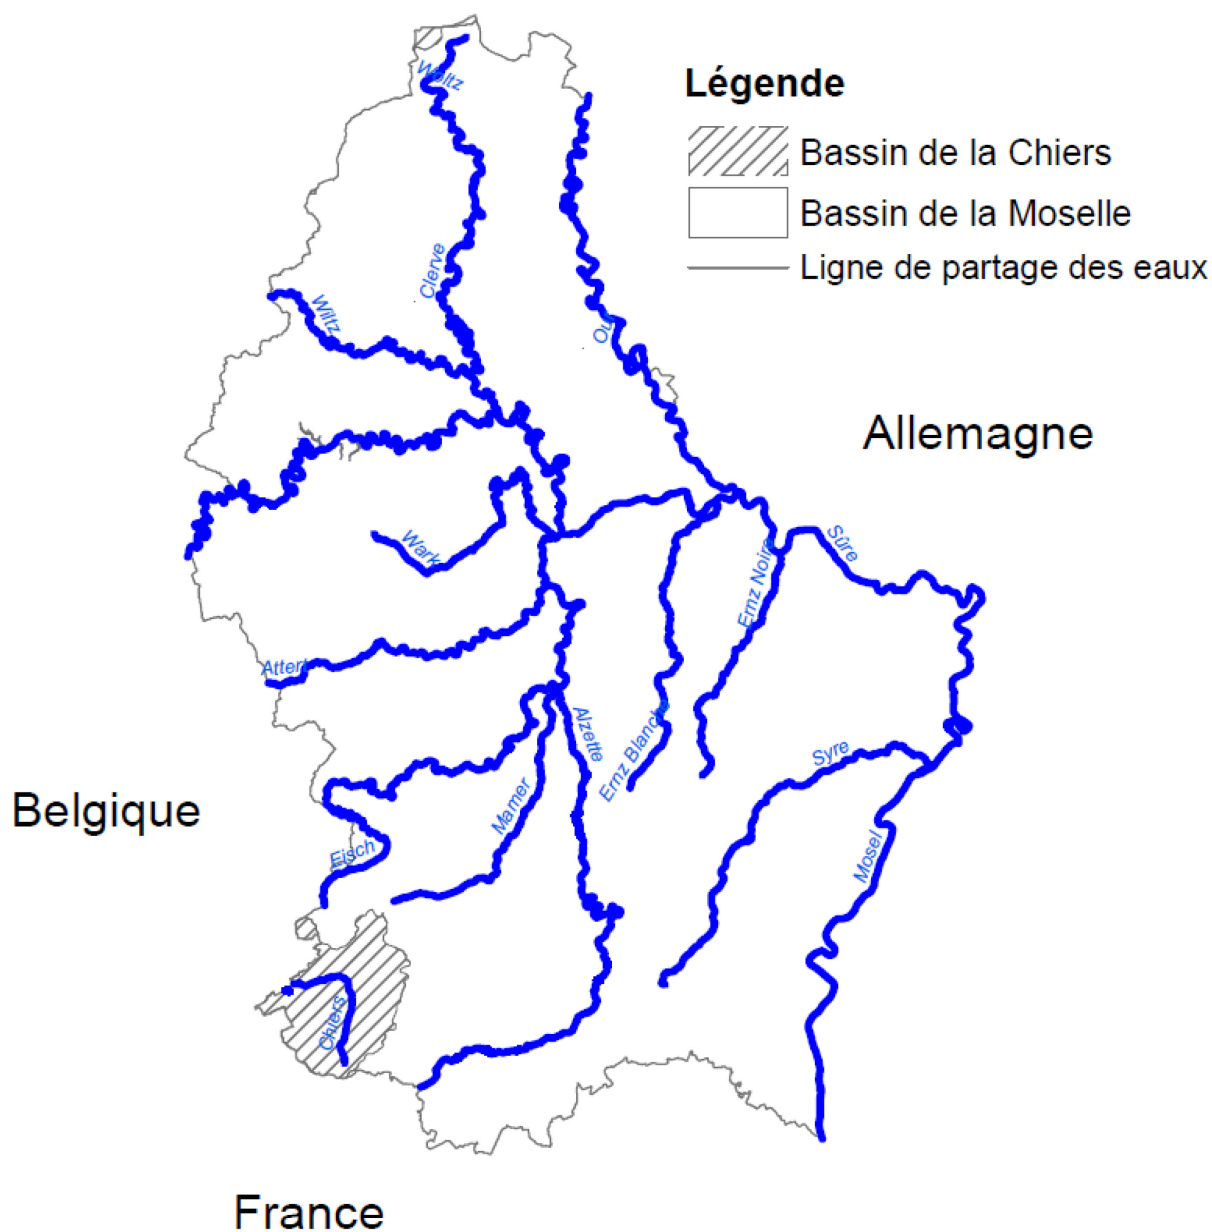 Légende
Bassin de la Chiers
Bassin de la Moselle
Ligne de partage des eaux
Woltz
Clerve
Wiltz
Our
Allemagne
Wark
Sûre
Ernz Noire
Attert
Alzette
Ernz Blanche
Syre
Belgique
Mamer
Eisch
Mosel
Chiers
France